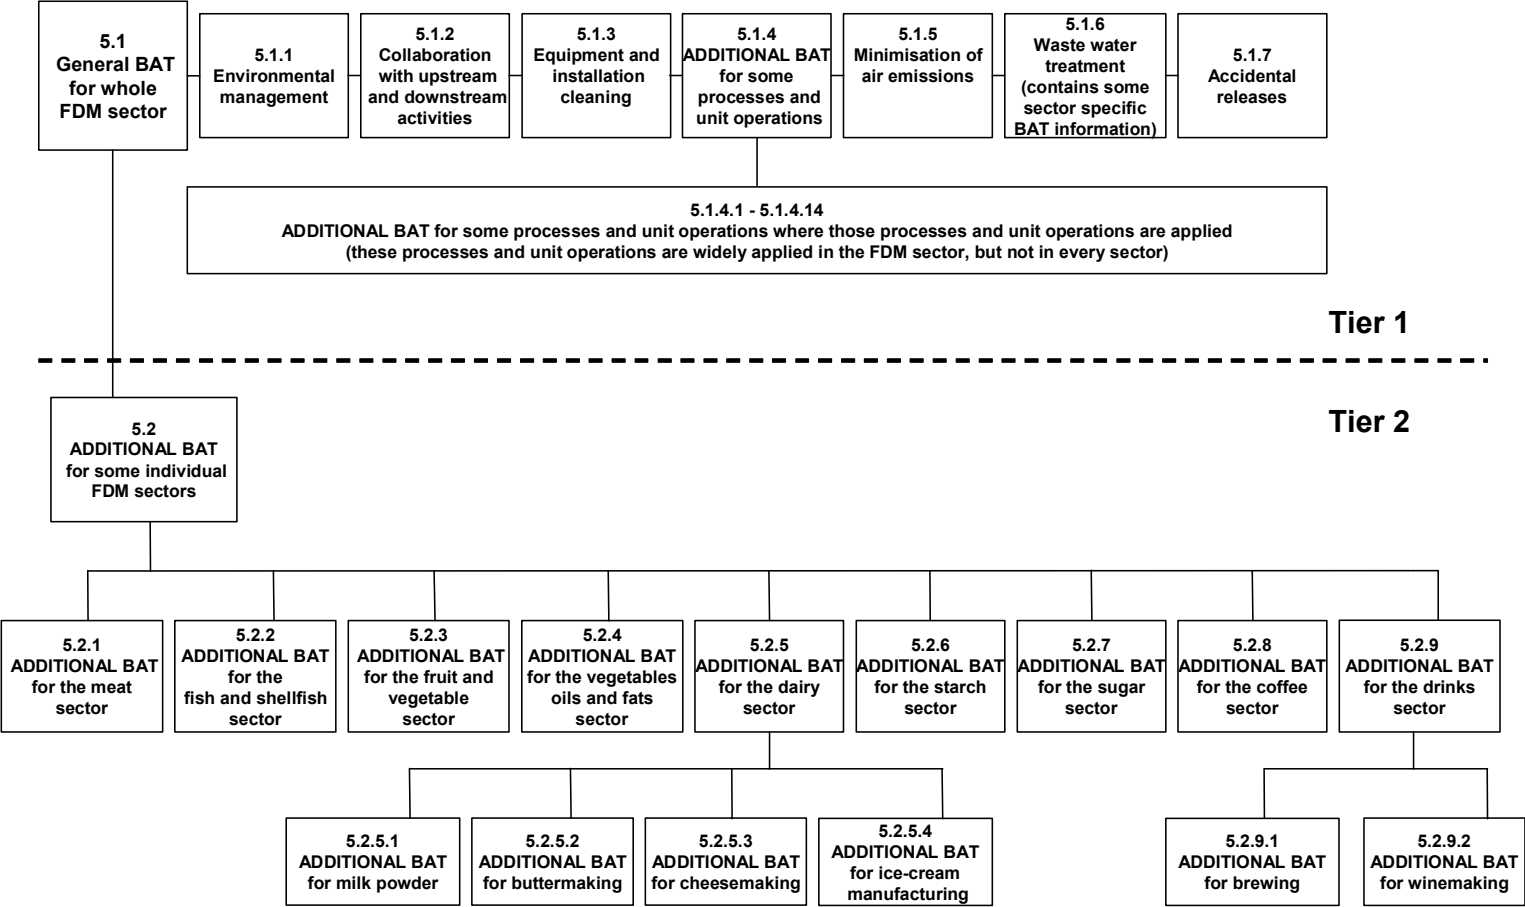 5.1
General BAT
for whole
FDM sector
5.1.1
Environmental
management
5.1.2
Collaboration
with upstream
and downstream
activities
5.1.3
Equipment and
installation
cleaning
5.1.4
ADDITIONAL BAT
for some
processes and
unit operations
5.1.5
Minimisation of
air emissions
5.1.6
Waste water
treatment
(contains some
sector specific
BAT information)
5.1.7
Accidental
releases
5.1.4.1 - 5.1.4.14
ADDITIONAL BAT for some processes and unit operations where those processes and unit operations are applied
(these processes and unit operations are widely applied in the FDM sector, but not in every sector)
Tier 1
Tier 2
5.2
ADDITIONAL BAT
for some individual
FDM sectors
5.2.1
ADDITIONAL BAT
for the meat
sector
5.2.2
ADDITIONAL BAT
for the
fish and shellfish
sector
5.2.3
ADDITIONAL BAT
for the fruit and
vegetable
sector
5.2.4
ADDITIONAL BAT
for the vegetables
oils and fats
sector
5.2.5
ADDITIONAL BAT
for the dairy
sector
5.2.6
ADDITIONAL BAT
for the starch
sector
5.2.7
ADDITIONAL BAT
for the sugar
sector
5.2.8
ADDITIONAL BAT
for the coffee
sector
5.2.9
ADDITIONAL BAT
for the drinks
sector
5.2.5.1
ADDITIONAL BAT
for milk powder
5.2.5.2
ADDITIONAL BAT
for buttermaking
5.2.5.3
ADDITIONAL BAT
for cheesemaking
5.2.5.4
ADDITIONAL BAT
for ice-cream
manufacturing
5.2.9.1
ADDITIONAL BAT
for brewing
5.2.9.2
ADDITIONAL BAT
for winemaking